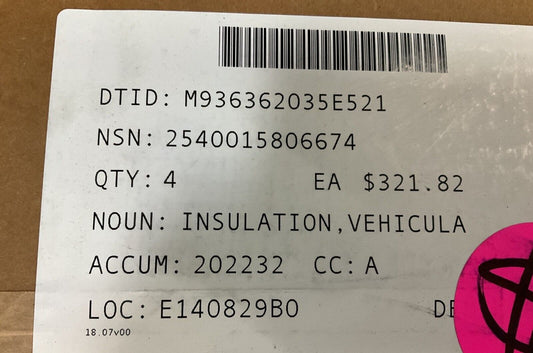 DTID: M936362035E521
NSN: 2540015806674
QTY: 4 EA $321.82
NOUN: INSULATION,VEHICULA
ACCUM: 202232 CC: A
LOC: E140829B0
18.07v00